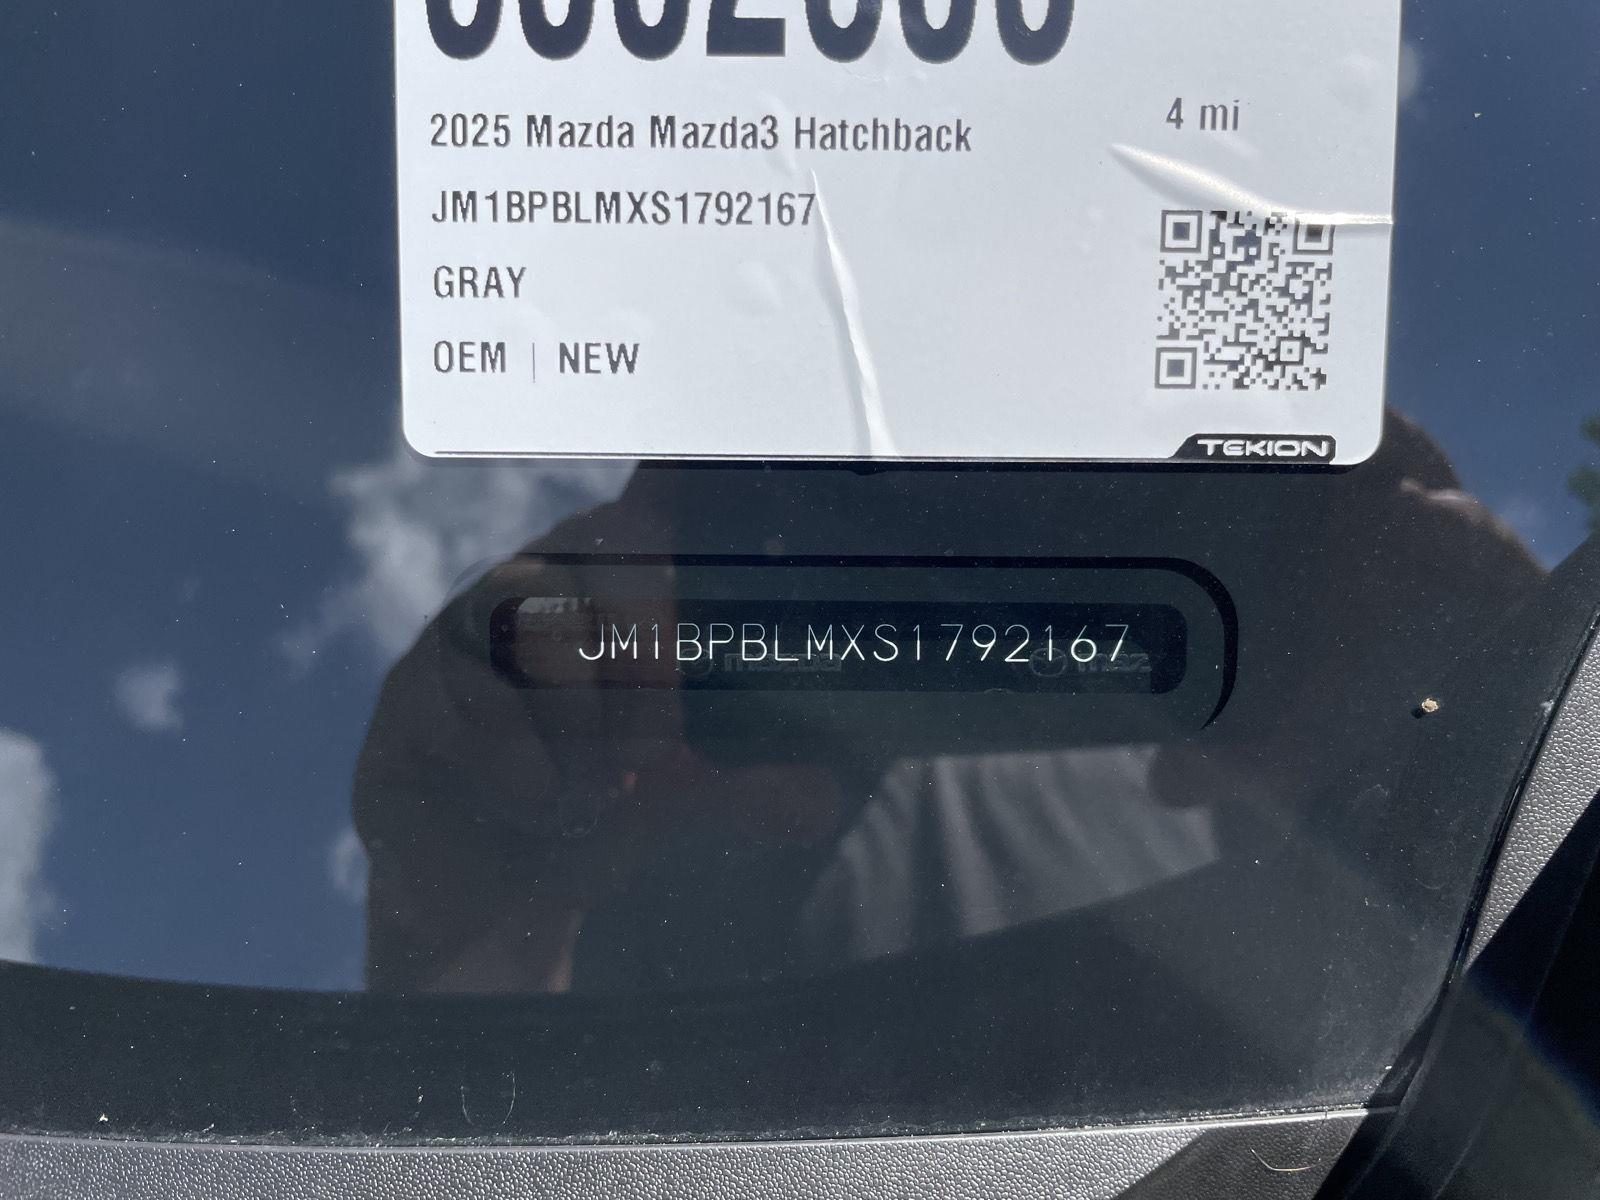 2025 Mazda Mazda3 Hatchback
4 mi
JM1BPBLMXS1792167
GRAY
OEM | NEW
TEKION
JM1BPBLMXS1792167